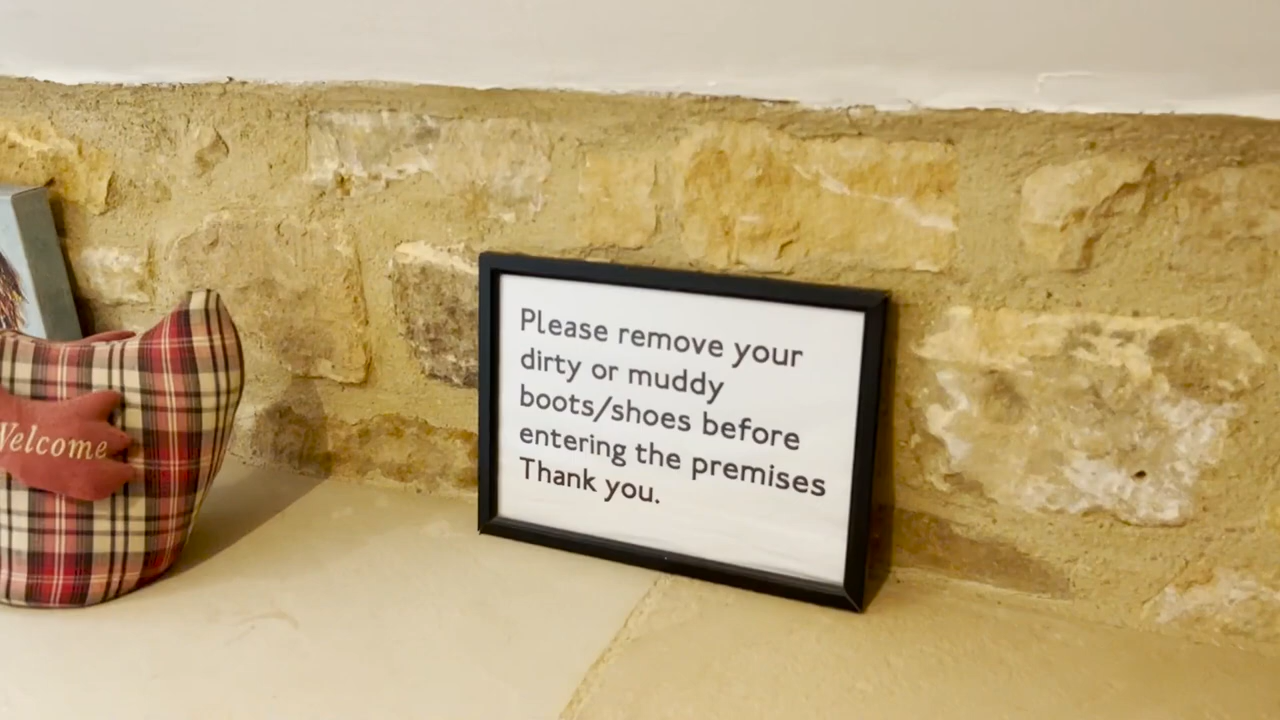 Welcome
Please remove your
dirty or muddy
boots/shoes before
entering the premises
Thank you.